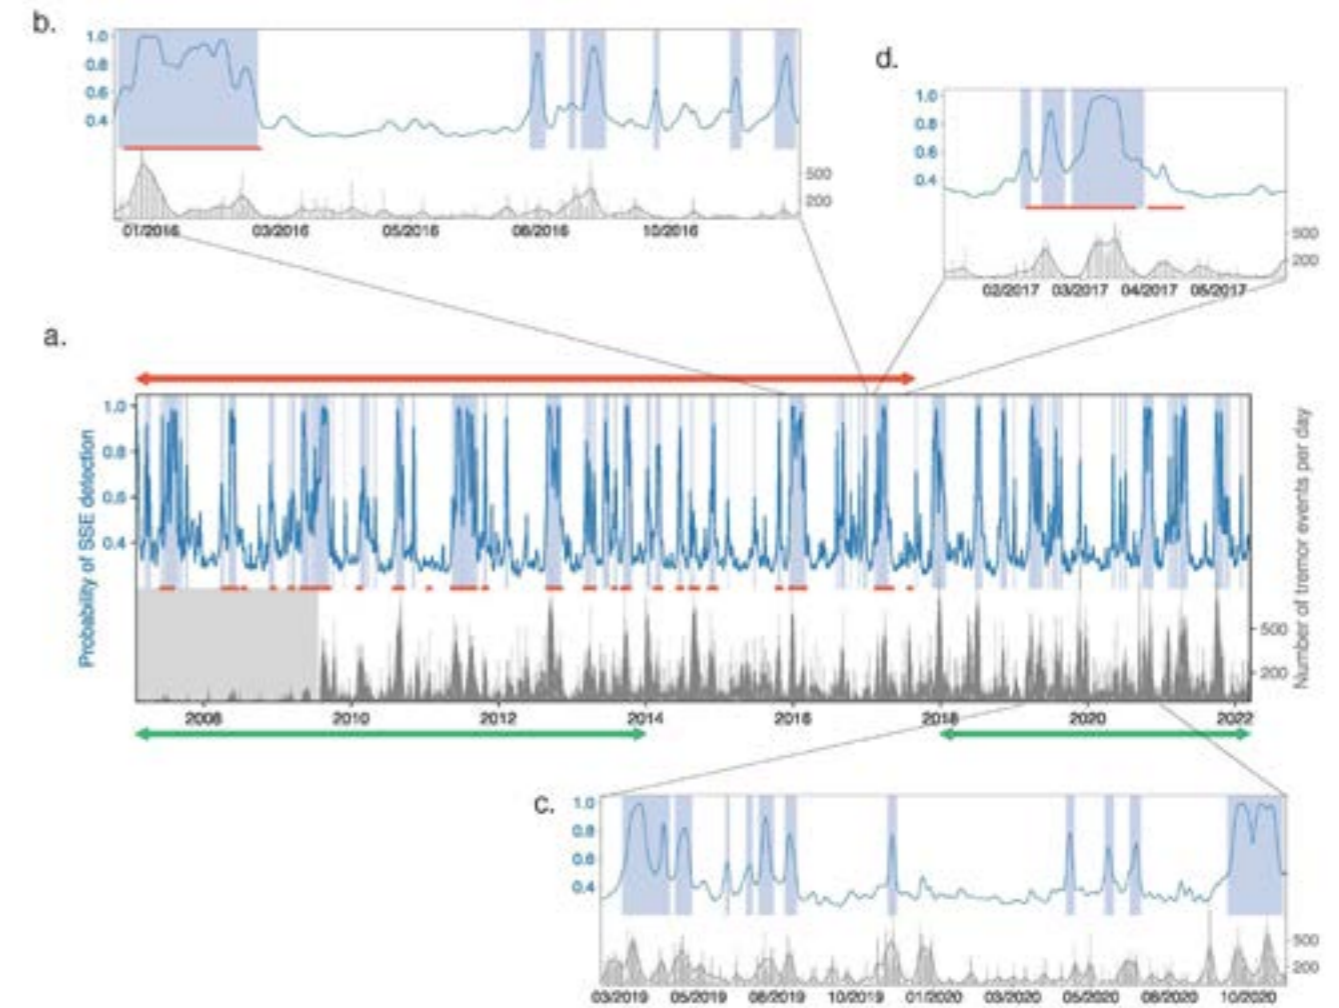 b.
1.0
0.8
0.6
0.4
500
200
01/2016 03/2016 05/2016 08/2016 10/2016
d.
1.0
0.8
0.6
0.4
500
200
02/2017 03/2017 04/2017 05/2017
a.
Probability of SSE detection
1.0
0.8
0.6
0.4
Number of tremor events per day
500
200
2008 2010 2012 2014 2016 2018 2020 2022
c.
1.0
0.8
0.6
0.4
500
200
03/2019 05/2019 08/2019 10/2019 01/2020 03/2020 05/2020 08/2020 10/2020